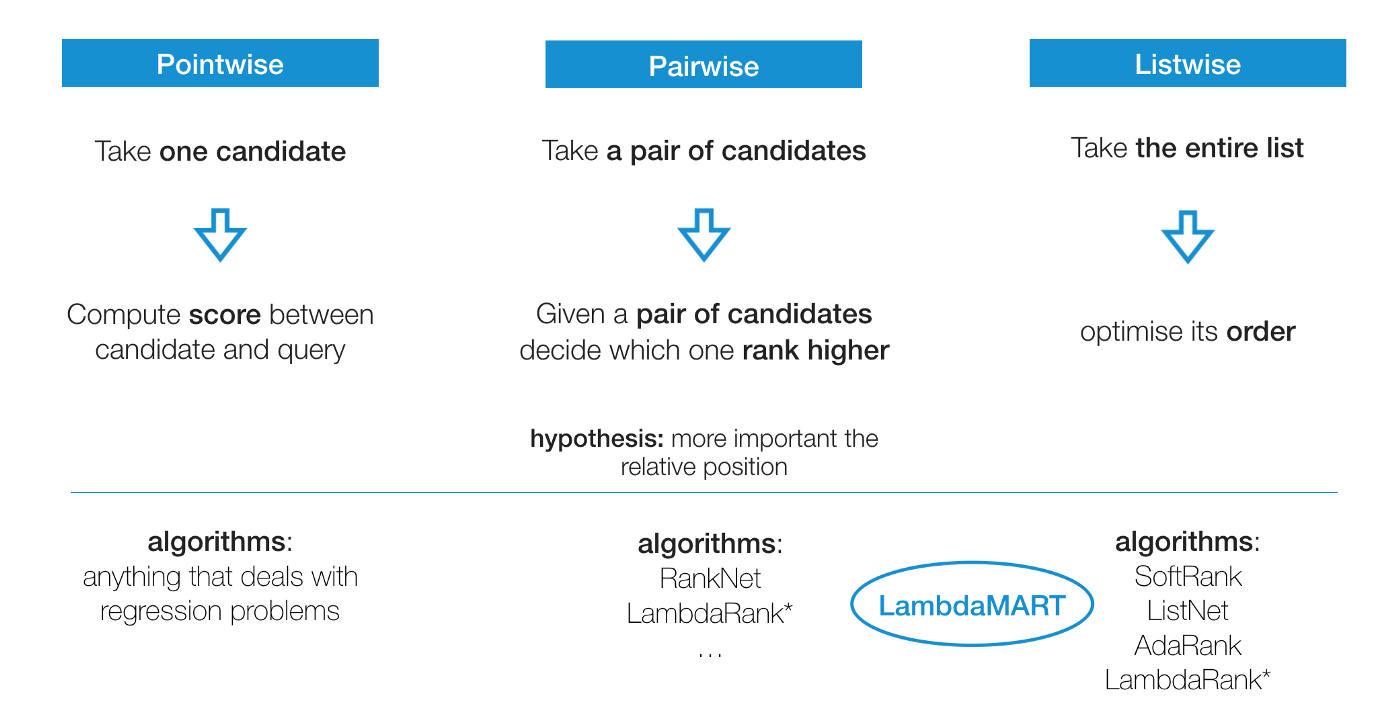 Pointwise
Take one candidate
Compute score between
candidate and query
algorithms:
anything that deals with
regression problems
Pairwise
Take a pair of candidates
Given a pair of candidates
decide which one rank higher
hypothesis: more important the
relative position
algorithms:
RankNet
LambdaRank*
...
LambdaMART
Listwise
Take the entire list
optimise its order
algorithms:
SoftRank
ListNet
AdaRank
LambdaRank*